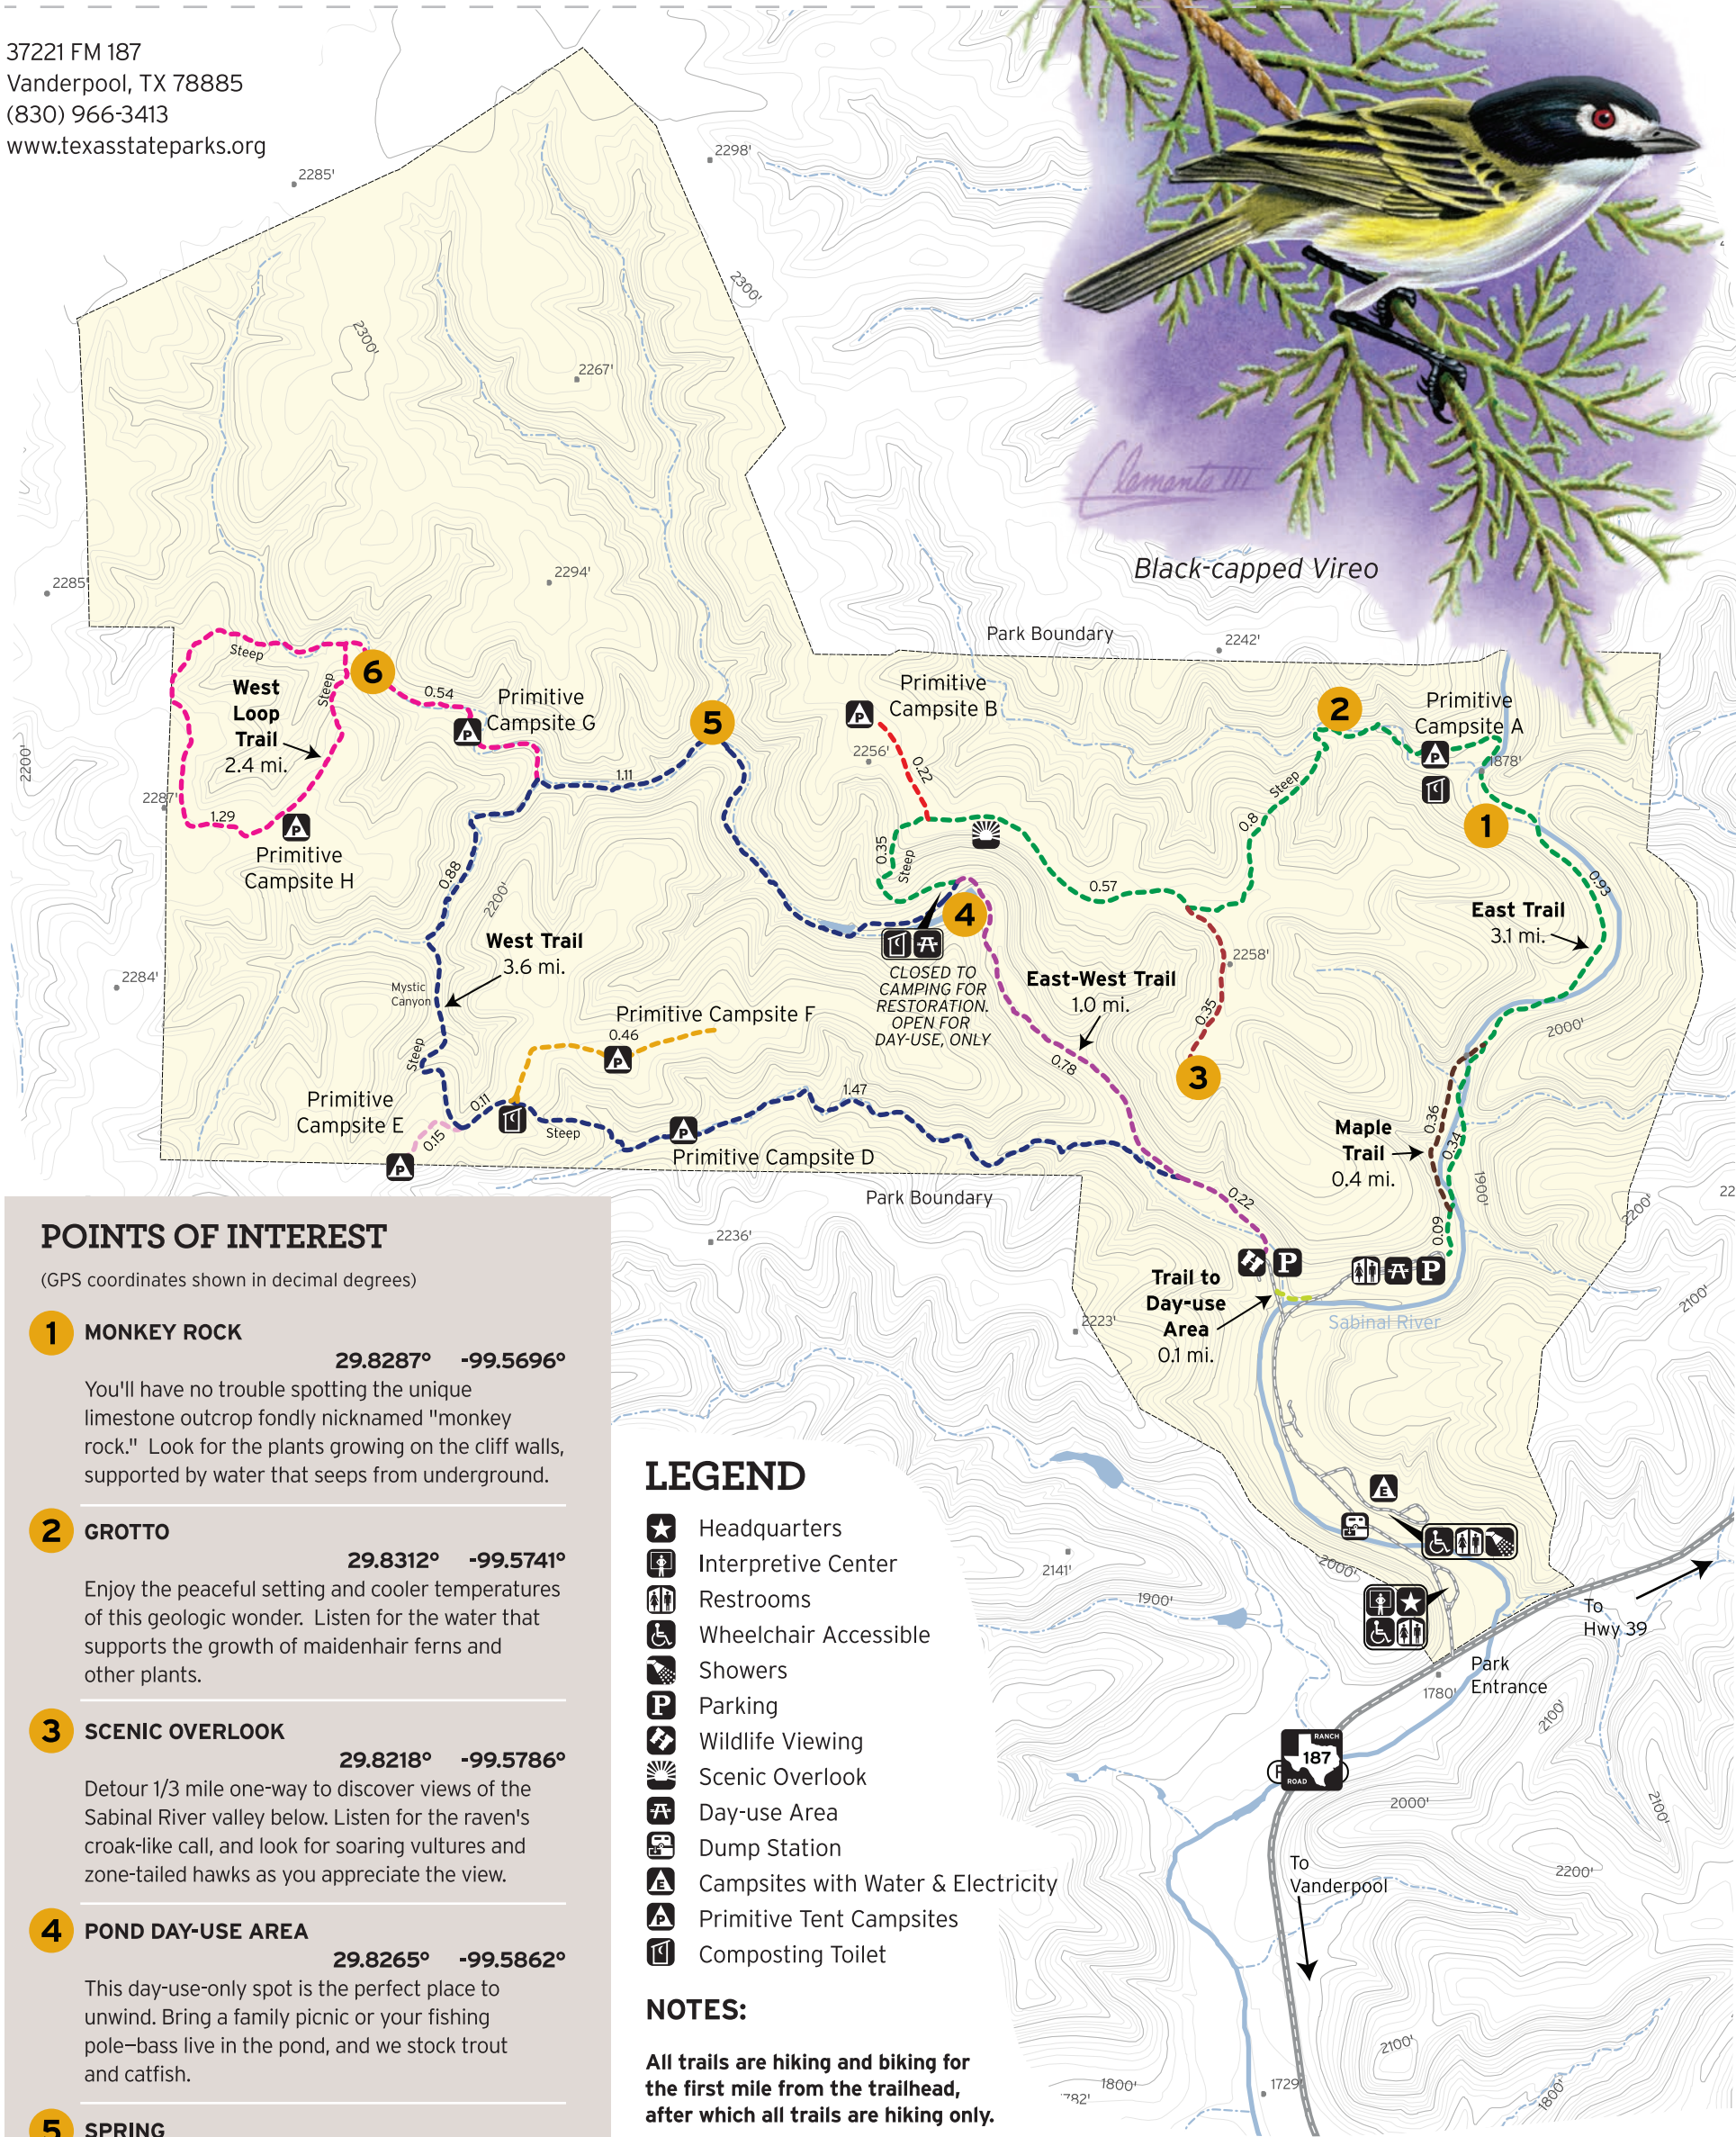 37221 FM 187
Vanderpool, TX 78885
(830) 966-3413
www.texasstateparks.org
2285'
2298'
2300'
2300'
2267'
Clemente III
Black-capped Vireo
2294'
2285'
Park Boundary
2242'
Steep
6
West
Loop
Trail
2.4 mi.
Steep
0.54
Primitive
Campsite G
5
Primitive
Campsite B
2256'
0.22
2
Primitive
Campsite A
1878'
2200'
2287'
1.29
Primitive
Campsite H
1.11
0.88
2200'
0.35
Steep
Steep
0.8
1
0.57
0.93
4
East Trail
3.1 mi.
West Trail
3.6 mi.
2284'
Mystic
Canyon
CLOSED TO
CAMPING FOR
RESTORATION.
OPEN FOR
DAY-USE, ONLY
East-West Trail
1.0 mi.
2258'
0.35
3
2000'
Primitive Campsite F
0.46
Steep
0.78
Primitive
Campsite E
0.11
0.15
Steep
1.47
Primitive Campsite D
Maple
Trail
0.4 mi.
0.36
0.34
1900'
0.09
2200'
22
Park Boundary
0.22
2236'
Trail to
Day-use
Area
0.1 mi.
Sabinal River
2223'
2100'
POINTS OF INTEREST
(GPS coordinates shown in decimal degrees)
1 MONKEY ROCK
29.8287° -99.5696°
You'll have no trouble spotting the unique
limestone outcrop fondly nicknamed "monkey
rock." Look for the plants growing on the cliff walls,
supported by water that seeps from underground.
2 GROTTO
29.8312° -99.5741°
Enjoy the peaceful setting and cooler temperatures
of this geologic wonder. Listen for the water that
supports the growth of maidenhair ferns and
other plants.
3 SCENIC OVERLOOK
29.8218° -99.5786°
Detour 1/3 mile one-way to discover views of the
Sabinal River valley below. Listen for the raven's
croak-like call, and look for soaring vultures and
zone-tailed hawks as you appreciate the view.
4 POND DAY-USE AREA
29.8265° -99.5862°
This day-use-only spot is the perfect place to
unwind. Bring a family picnic or your fishing
pole—bass live in the pond, and we stock trout
and catfish.
5 SPRING
LEGEND
Headquarters
Interpretive Center
Restrooms
Wheelchair Accessible
Showers
P Parking
Wildlife Viewing
Scenic Overlook
Day-use Area
Dump Station
E Campsites with Water & Electricity
P Primitive Tent Campsites
Composting Toilet
NOTES:
All trails are hiking and biking for
the first mile from the trailhead,
after which all trails are hiking only.
2141'
1900'
2000'
To
Hwy 39
Park
Entrance
1780'
2100'
RANCH
187
ROAD
2000'
2100'
To
Vanderpool
2200'
2100'
1800'
1729'
'782'
1800'